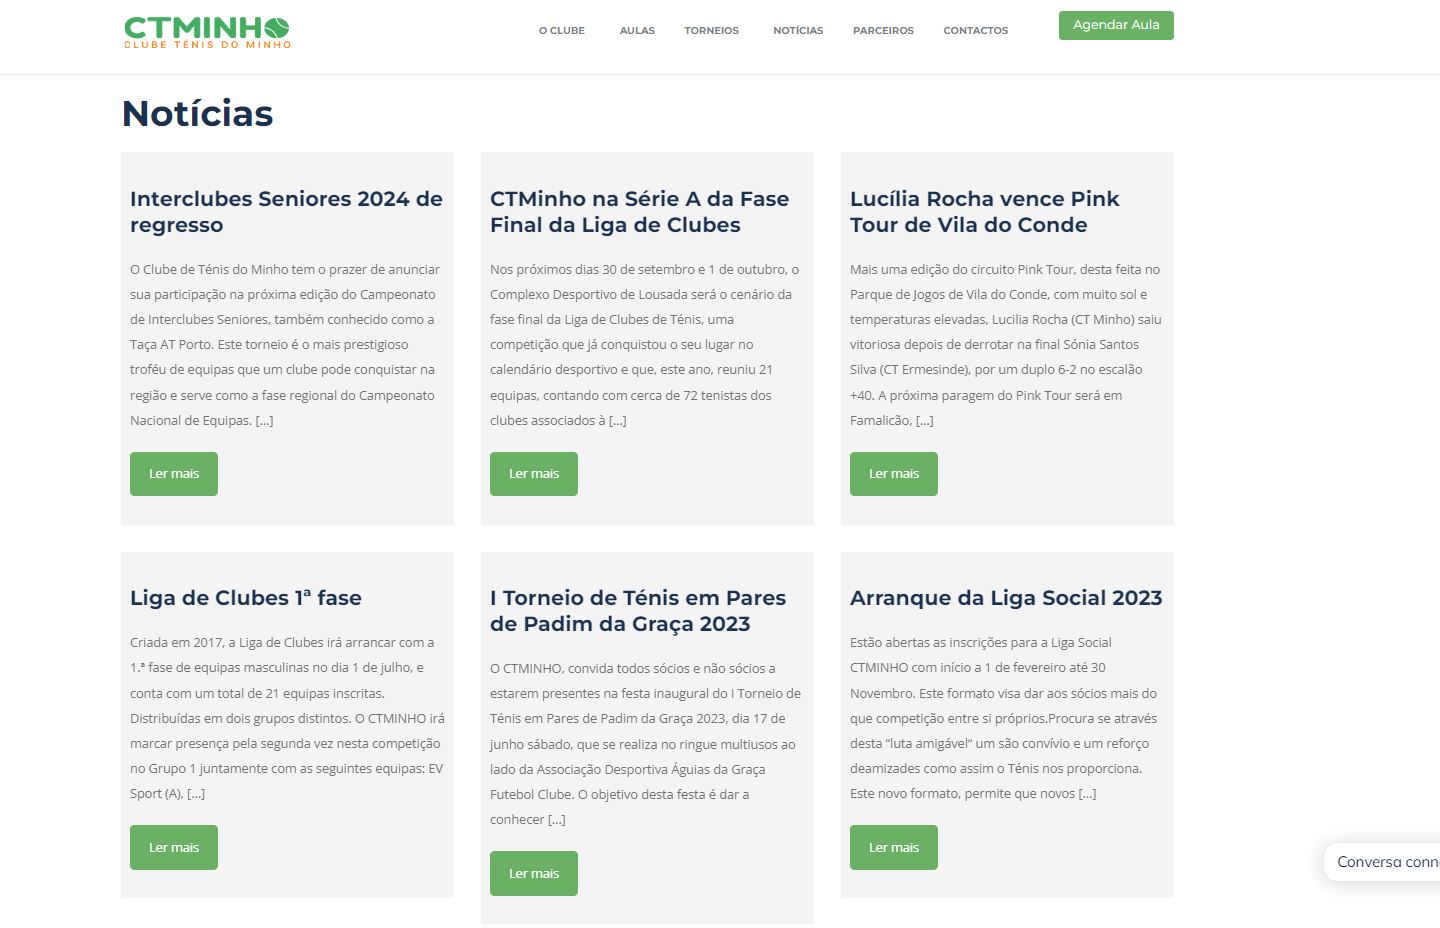 CTMINHO
CLUBE TÉNIS DO MINHO
O CLUBE
AULAS
TORNEIOS
NOTÍCIAS
PARCEIROS
CONTACTOS
Agendar Aula
Notícias
Interclubes Seniores 2024 de
regresso
O Clube de Ténis do Minho tem o prazer de anunciar
sua participação na próxima edição do Campeonato
de Interclubes Seniores, também conhecido como a
Taça AT Porto. Este torneio é o mais prestigioso
troféu de equipas que um clube pode conquistar na
região e serve como a fase regional do Campeonato
Nacional de Equipas. [...]
Ler mais
CTMinho na Série A da Fase
Final da Liga de Clubes
Nos próximos dias 30 de setembro e 1 de outubro, o
Complexo Desportivo de Lousada será o cenário da
fase final da Liga de Clubes de Ténis, uma
competição que já conquistou o seu lugar no
calendário desportivo e que, este ano, reuniu 21
equipas, contando com cerca de 72 tenistas dos
clubes associados à [...]
Ler mais
Lucília Rocha vence Pink
Tour de Vila do Conde
Mais uma edição do circuito Pink Tour, desta feita no
Parque de Jogos de Vila do Conde, com muito sol e
temperaturas elevadas, Lucilia Rocha (CT Minho) saiu
vitoriosa depois de derrotar na final Sónia Santos
Silva (CT Ermesinde), por um duplo 6-2 no escalão
+40. A próxima paragem do Pink Tour será em
Famalicão, [...]
Ler mais
Liga de Clubes 1ª fase
Criada em 2017, a Liga de Clubes irá arrancar com a
1.ª fase de equipas masculinas no dia 1 de julho, e
conta com um total de 21 equipas inscritas.
Distribuídas em dois grupos distintos. O CTMINHO irá
marcar presença pela segunda vez nesta competição
no Grupo 1 juntamente com as seguintes equipas: EV
Sport (A), [...]
Ler mais
I Torneio de Ténis em Pares
de Padim da Graça 2023
O CTMINHO, convida todos sócios e não sócios a
estarem presentes na festa inaugural do I Torneio de
Ténis em Pares de Padim da Graça 2023, dia 17 de
junho sábado, que se realiza no ringue multiusos ao
lado da Associação Desportiva Águias da Graça
Futebol Clube. O objetivo desta festa é dar a
conhecer [...]
Ler mais
Arranque da Liga Social 2023
Estão abertas as inscrições para a Liga Social
CTMINHO com início a 1 de fevereiro até 30
Novembro. Este formato visa dar aos sócios mais do
que competição entre si próprios.Procura se através
desta “luta amigável“ um são convívio e um reforço
deamizades como assim o Ténis nos proporciona.
Este novo formato, permite que novos [...]
Ler mais
Conversa conn